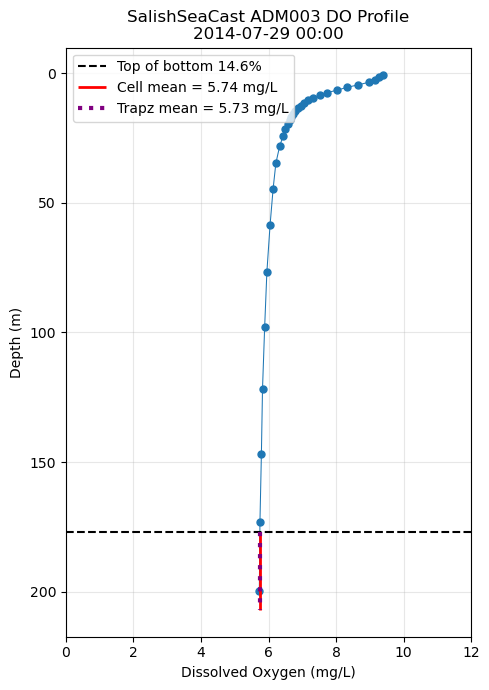 SalishSeaCast ADM003 DO Profile
2014-07-29 00:00
Top of bottom 14.6%
Cell mean = 5.74 mg/L
Trapz mean = 5.73 mg/L
0
50
100
150
200
Depth (m)
0 2 4 6 8 10 12
Dissolved Oxygen (mg/L)